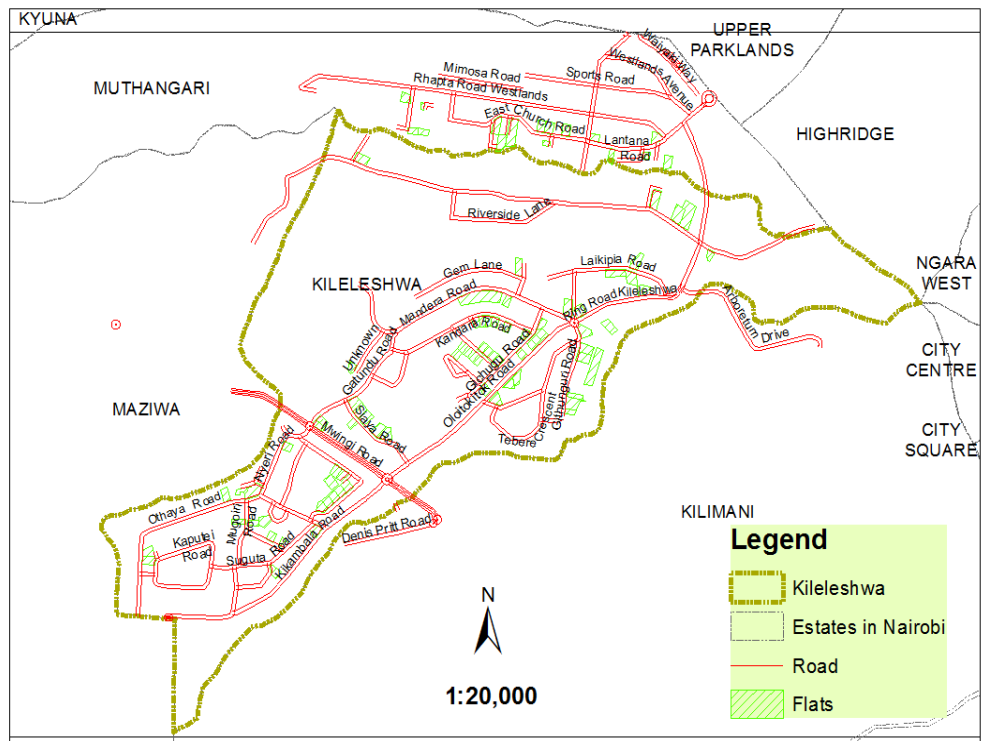 KYUNA
UPPER
PARKLANDS
Waiyaki Way
Westlands Avenue
Mimosa Road
Sports Road
MUTHANGARI
Rhapta Road Westlands
East Church Road
HIGHRIDGE
Lantana
Road
Riverside Lane
Laikipia Road
Gem Lane
NGARA
WEST
KILELESHWA
Mandera Road
Ring Road Kileleshwa
Arboretum Drive
Kandara Road
Unknown
Gatundu Road
Gichugu Road
Oloitokitok Road
Githunguri Road
CITY
CENTRE
MAZIWA
Siaya Road
Tebere Crescent
Mwingi Road
CITY
SQUARE
Nyeri Road
Othaya Road
Mugoiri
Road
KILIMANI
Denis Pritt Road
Kaputei
Road
Suguta Road
Kikambala Road
Legend
Kileleshwa
Estates in Nairobi
Road
Flats
N
1:20,000